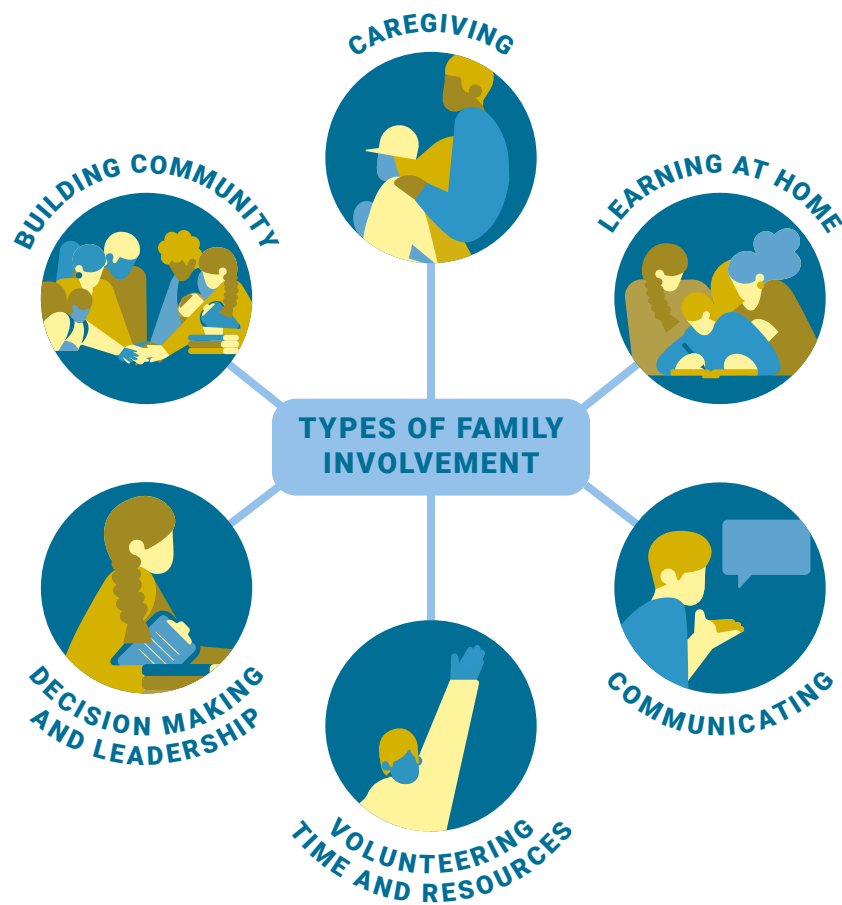 CAREGIVING
BUILDING COMMUNITY
LEARNING AT HOME
TYPES OF FAMILY
INVOLVEMENT
DECISION MAKING
AND LEADERSHIP
COMMUNICATING
VOLUNTEERING
TIME AND RESOURCES